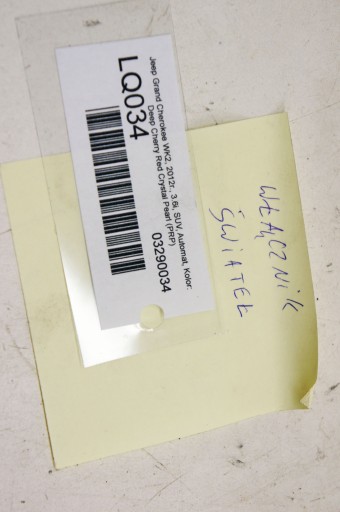 Jeep Grand Cherokee WK2, 2012r., 3.6i, SUV, Automat, Kolor:
Deep Cherry Red Crystal Pearl (PRP)
LQ034
03290034
WŁĄCZNIK
ŚWIATEŁ